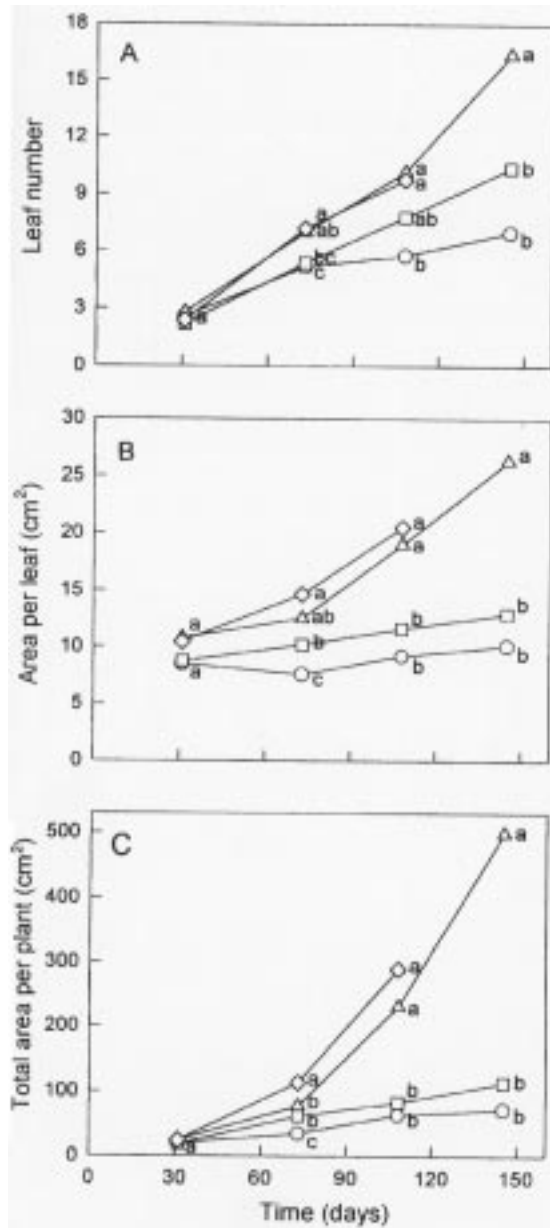 A
18
15
12
9
6
3
0
Leaf number
a
a
a
b
a
ab
ab
bc
c
b
b
a
B
30
25
20
15
10
5
0
Area per leaf (cm²)
a
a
a
a
a
ab
b
b
b
a
c
b
b
C
500
400
300
200
100
0
Total area per plant (cm²)
a
a
a
a
b
b
b
b
a
c
b
b
0 30 60 90 120 150
Time (days)